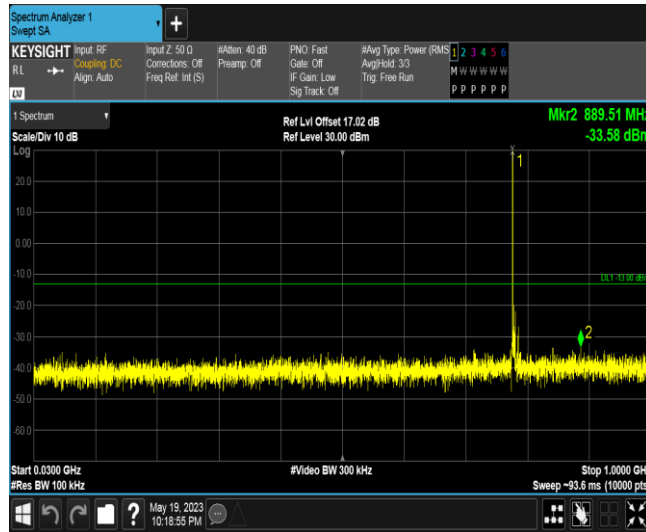 Spectrum Analyzer 1
Swept SA
KEYSIGHT Input: RF Input Z: 50 Ω #Atten: 40 dB PNO: Fast #Avg Type: Power (RMS 1 2 3 4 5 6
RL Coupling: DC Corrections: Off Preamp: Off Gate: Off Avg|Hold: 3/3 M W W W W W
Align: Auto Freq Ref: Int (S) IF Gain: Low Trig: Free Run
Sig Track: Off P P P P P P
LXI
1 Spectrum Ref Lvl Offset 17.02 dB Mkr2 889.51 MHz
Scale/Div 10 dB Ref Level 30.00 dBm -33.58 dBm
Log
1
20.0
10.0
0.00
-10.0
DL1 -13.00 dBm
-20.0
-30.0
2
-40.0
-50.0
-60.0
Start 0.0300 GHz #Video BW 300 kHz Stop 1.0000 GHz
#Res BW 100 kHz Sweep ~93.6 ms (10000 pts
May 19, 2023
10:18:55 PM